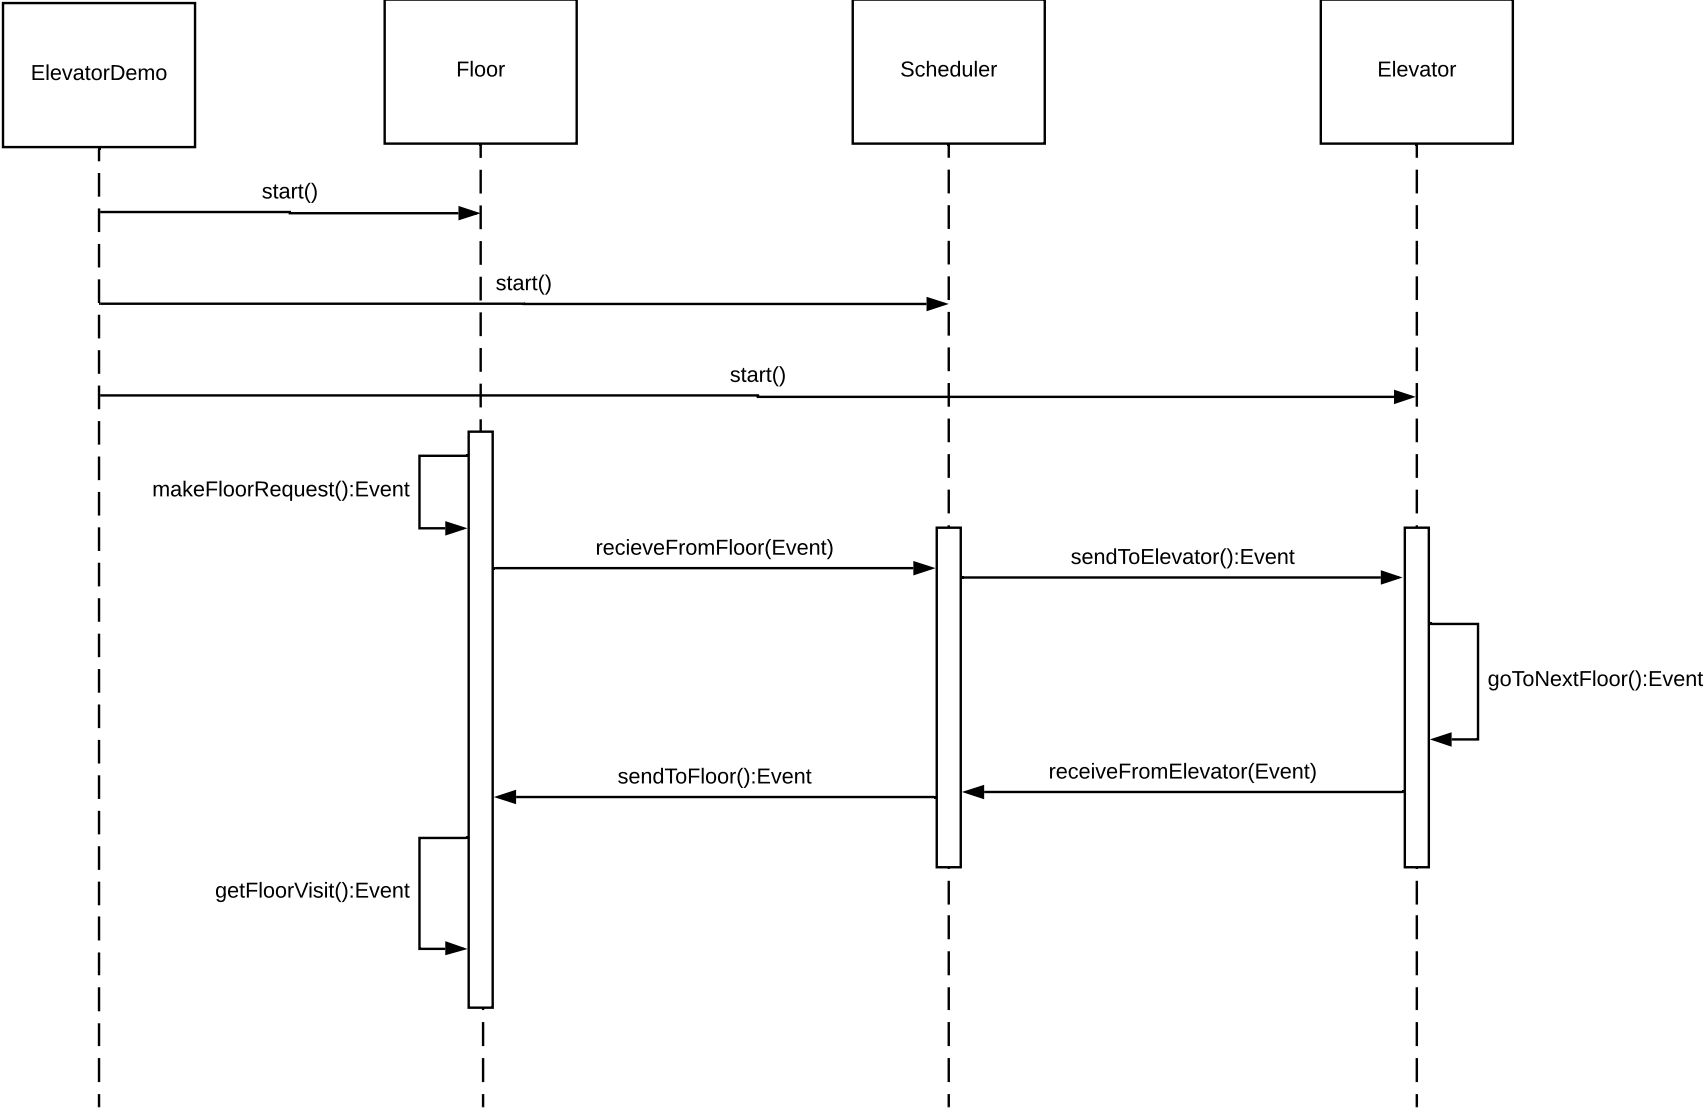 ElevatorDemo
Floor
Scheduler
Elevator
start()
start()
start()
makeFloorRequest():Event
recieveFromFloor(Event)
sendToElevator():Event
goToNextFloor():Event
receiveFromElevator(Event)
sendToFloor():Event
getFloorVisit():Event